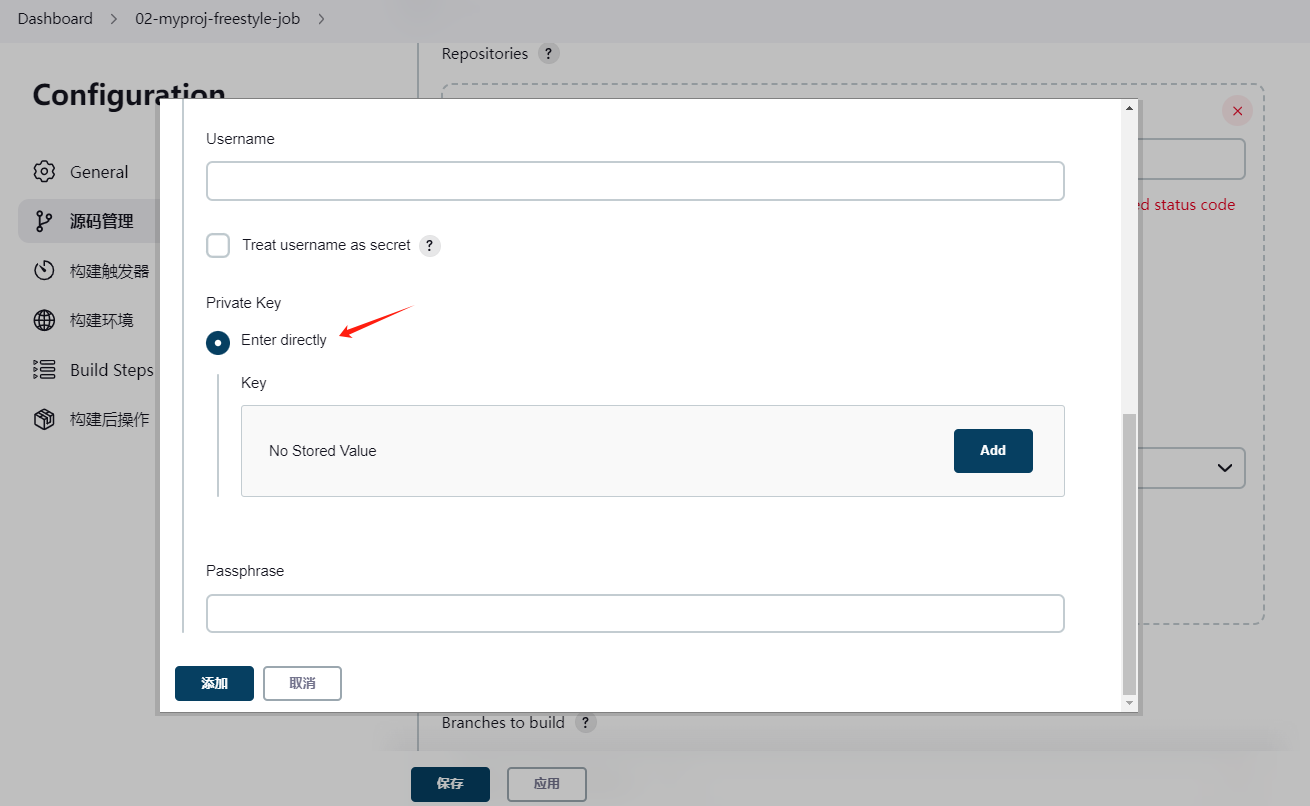 Dashboard > 02-myproj-freestyle-job >
Configuration
General
源码管理
构建触发器
构建环境
Build Steps
构建后操作
Repositories ?
ed status code
Username
Treat username as secret ?
Private Key
Enter directly
Key
No Stored Value
Add
Passphrase
添加
取消
Branches to build ?
保存
应用